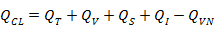 Q_CL = Q_T + Q_V + Q_S + Q_I − Q_VN